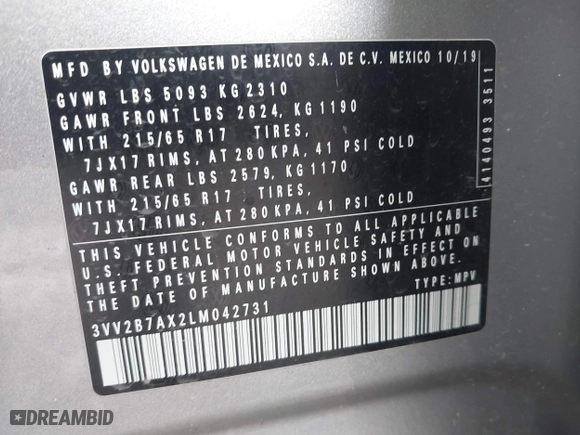 MFD BY VOLKSWAGEN DE MEXICO S.A. DE C.V. MEXICO 10/19
GVWR LBS 5093 KG 2310
GAWR FRONT LBS 2624, KG 1190
WITH 215/65 R17 TIRES,
7JX17 RIMS, AT 280 KPA, 41 PSI COLD
GAWR REAR LBS 2579, KG 1170
WITH 215/65 R17 TIRES,
7JX17 RIMS, AT 280 KPA, 41 PSI COLD
4140493 3511
THIS VEHICLE CONFORMS TO ALL APPLICABLE
U.S. FEDERAL MOTOR VEHICLE SAFETY AND
THEFT PREVENTION STANDARDS IN EFFECT ON
THE DATE OF MANUFACTURE SHOWN ABOVE.
TYPE: MPV
3VV2B7AX2LM042731
DREAMBID